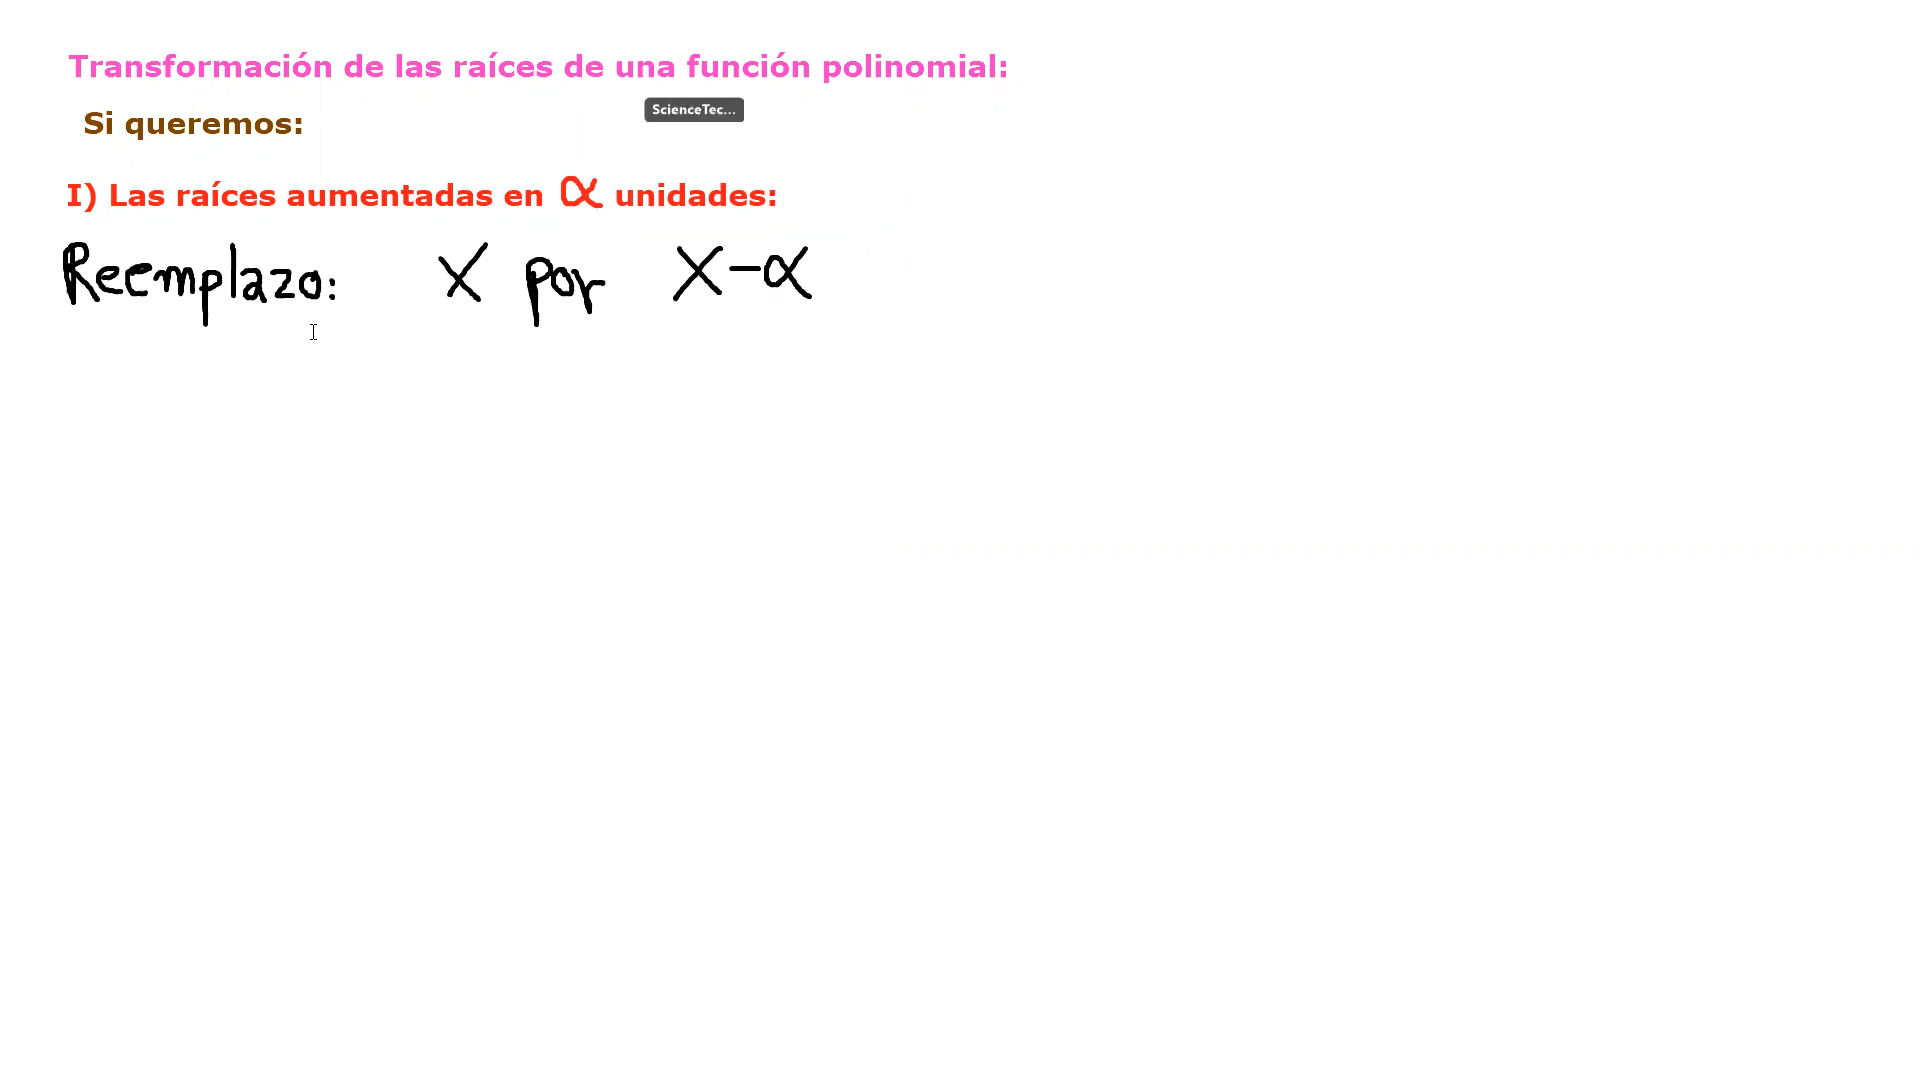 Transformación de las raíces de una función polinomial:
ScienceTec...
Si queremos:
I) Las raíces aumentadas en α unidades:
Reemplazo: X por X-α